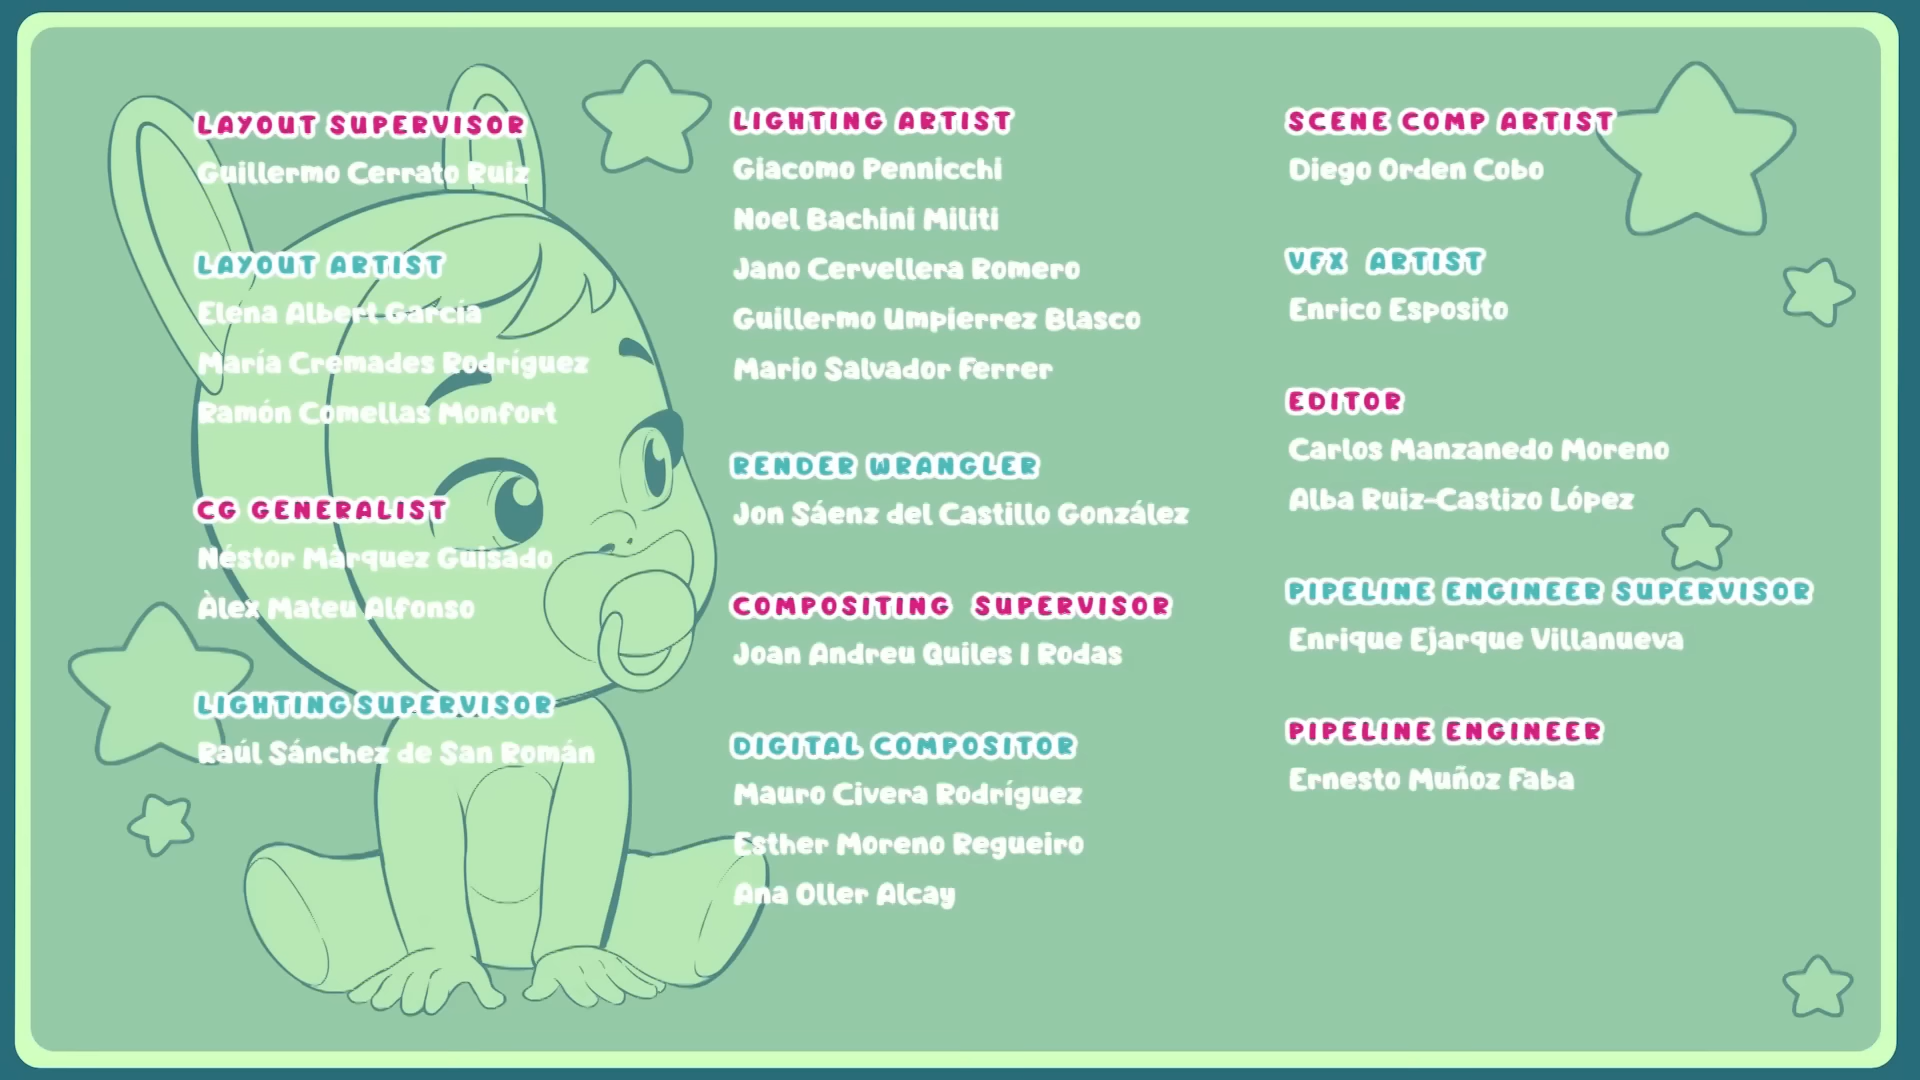 LAYOUT SUPERVISOR
Guillermo Cerrato Ruiz
LAYOUT ARTIST
Elena Albert García
María Cremades Rodríguez
Ramón Comellas Monfort
CG GENERALIST
Néstor Màrquez Guisado
Àlex Mateu Alfonso
LIGHTING SUPERVISOR
Raúl Sánchez de San Román
LIGHTING ARTIST
Giacomo Pennicchi
Noel Bachini Militi
Jano Cervellera Romero
Guillermo Umpierrez Blasco
Mario Salvador Ferrer
RENDER WRANGLER
Jon Sáenz del Castillo González
COMPOSITING SUPERVISOR
Joan Andreu Quiles I Rodas
DIGITAL COMPOSITOR
Mauro Civera Rodríguez
Esther Moreno Regueiro
Ana Oller Alcay
SCENE COMP ARTIST
Diego Orden Cobo
VFX ARTIST
Enrico Esposito
EDITOR
Carlos Manzanedo Moreno
Alba Ruiz-Castizo López
PIPELINE ENGINEER SUPERVISOR
Enrique Ejarque Villanueva
PIPELINE ENGINEER
Ernesto Muñoz Faba